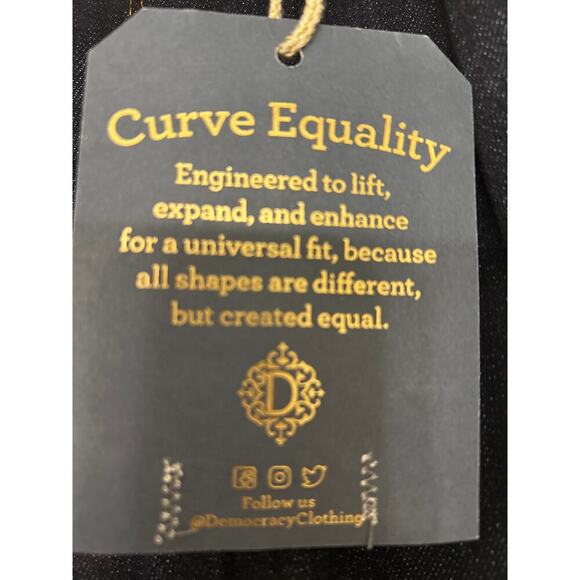 Curve Equality
Engineered to lift,
expand, and enhance
for a universal fit, because
all shapes are different,
but created equal.
D
Follow us
@DemocracyClothing